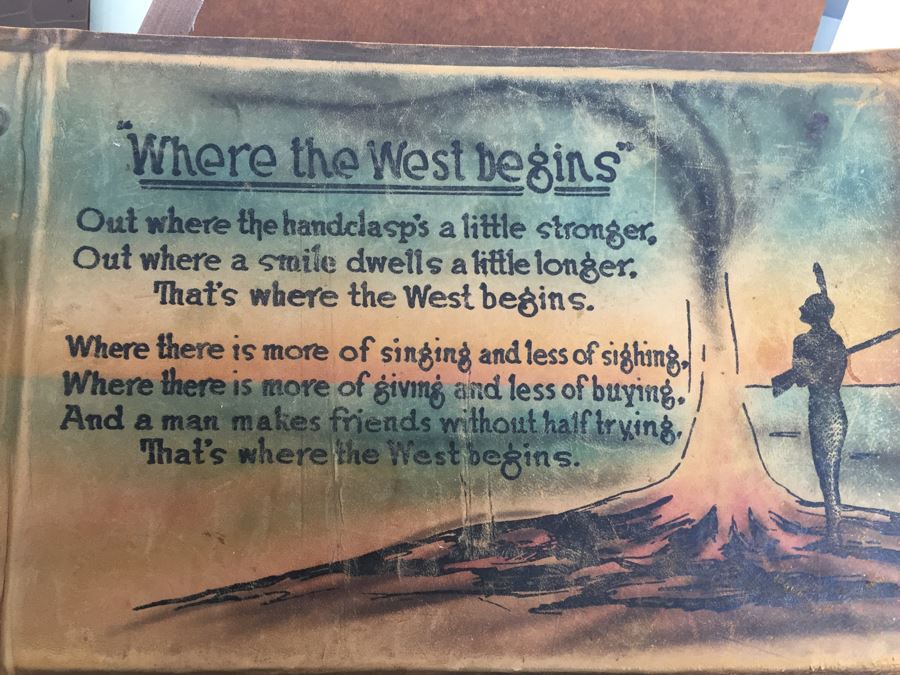 "Where the West begins"
Out where the handclasp's a little stronger,
Out where a smile dwells a little longer,
That's where the West begins.
Where there is more of singing and less of sighing,
Where there is more of giving and less of buying,
And a man makes friends without half trying,
That's where the West begins.